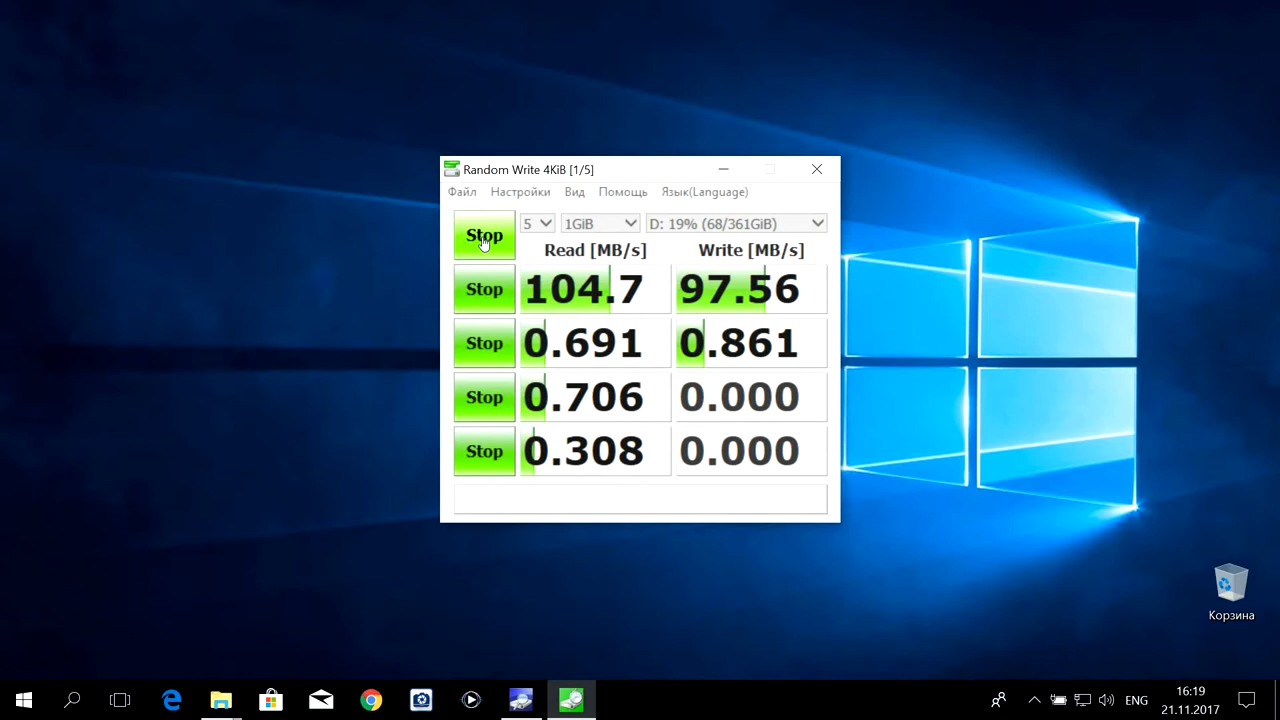 Random Write 4KiB [1/5]
Файл Настройки Вид Помощь Язык(Language)
Stop 5 1GiB D: 19% (68/361GiB)
Read [MB/s] Write [MB/s]
Stop 104.7 97.56
Stop 0.691 0.861
Stop 0.706 0.000
Stop 0.308 0.000
Корзина
ENG 16:19
21.11.2017